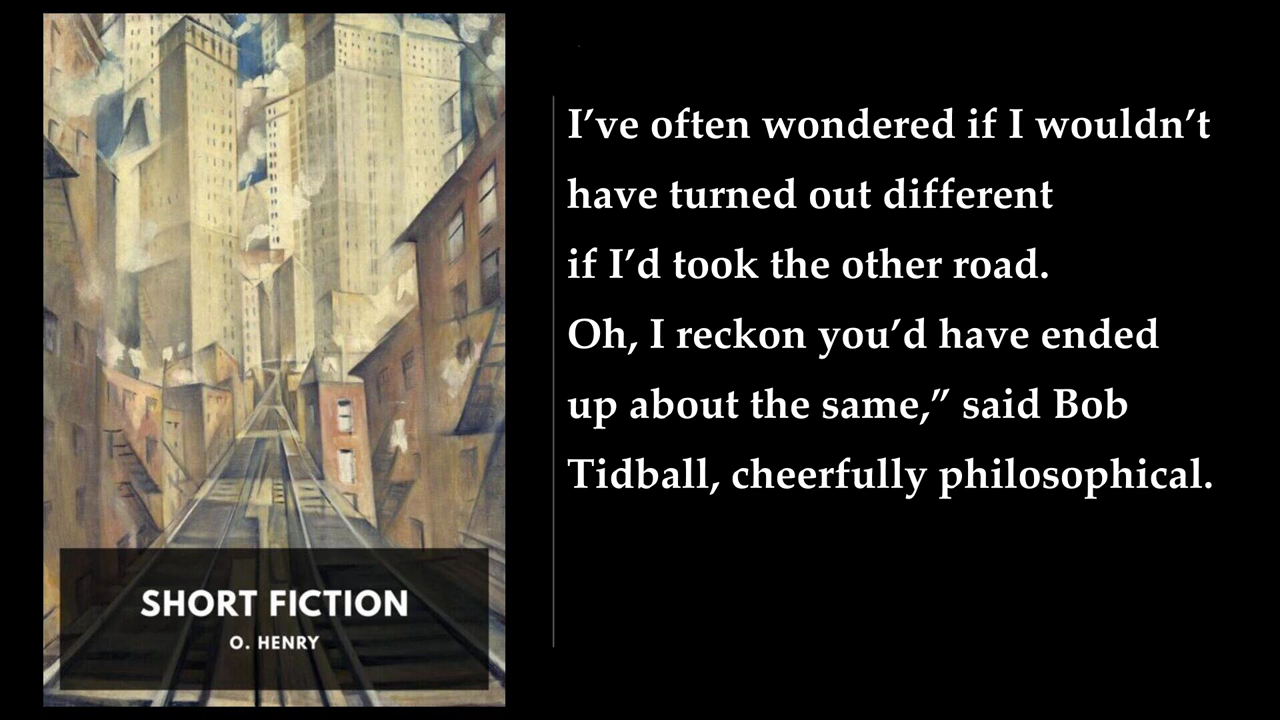 SHORT FICTION
O. HENRY
I’ve often wondered if I wouldn’t
have turned out different
if I’d took the other road.
Oh, I reckon you’d have ended
up about the same,” said Bob
Tidball, cheerfully philosophical.